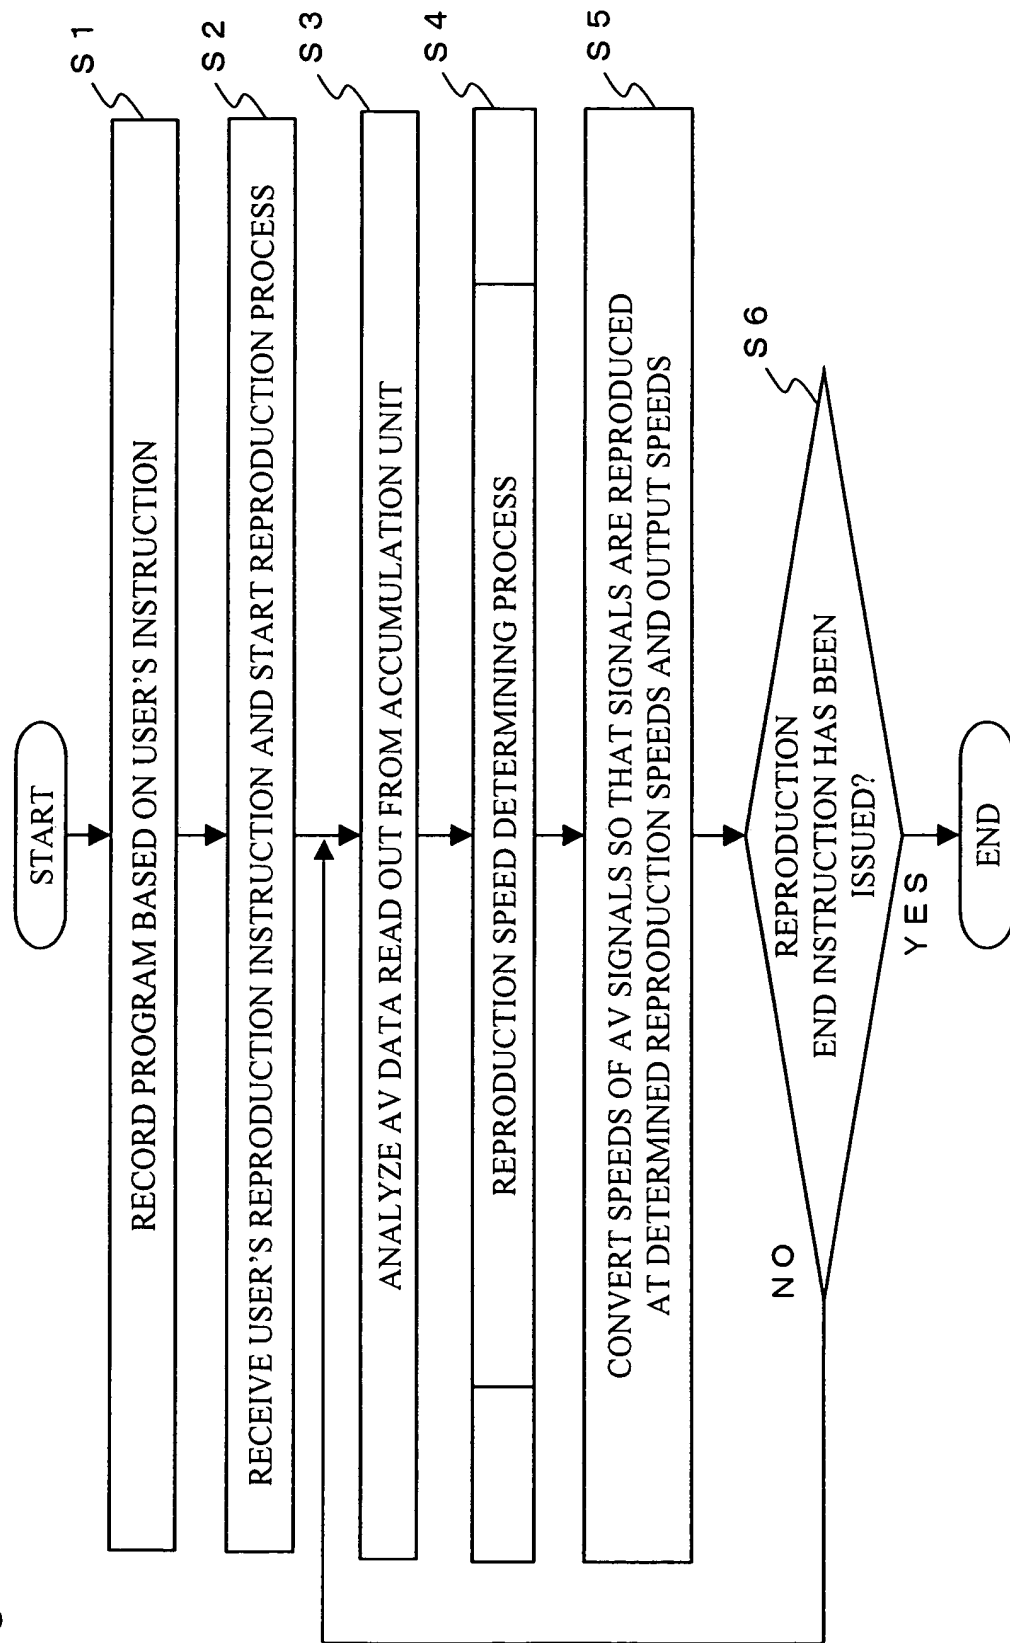 START
RECORD PROGRAM BASED ON USER'S INSTRUCTION
S1
RECEIVE USER'S REPRODUCTION INSTRUCTION AND START REPRODUCTION PROCESS
S2
ANALYZE AV DATA READ OUT FROM ACCUMULATION UNIT
S3
REPRODUCTION SPEED DETERMINING PROCESS
S4
CONVERT SPEEDS OF AV SIGNALS SO THAT SIGNALS ARE REPRODUCED
AT DETERMINED REPRODUCTION SPEEDS AND OUTPUT SPEEDS
S5
REPRODUCTION
END INSTRUCTION HAS BEEN
ISSUED?
S6
NO
YES
END